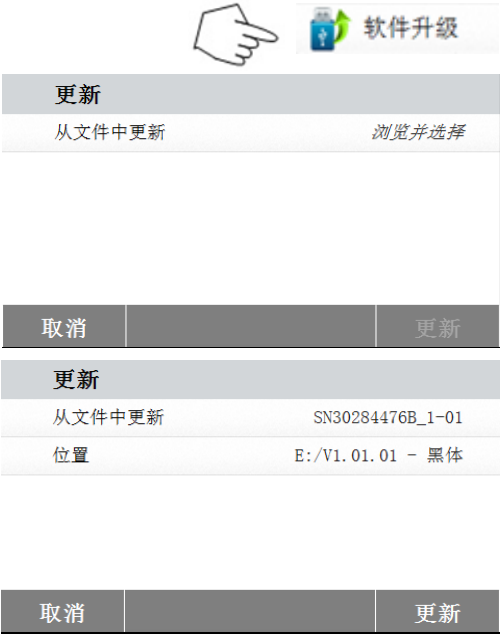 软件升级
更新
从文件中更新 浏览并选择
取消 更新
更新
从文件中更新 SN30284476B_1-01
位置 E:/V1.01.01 - 黑体
取消 更新